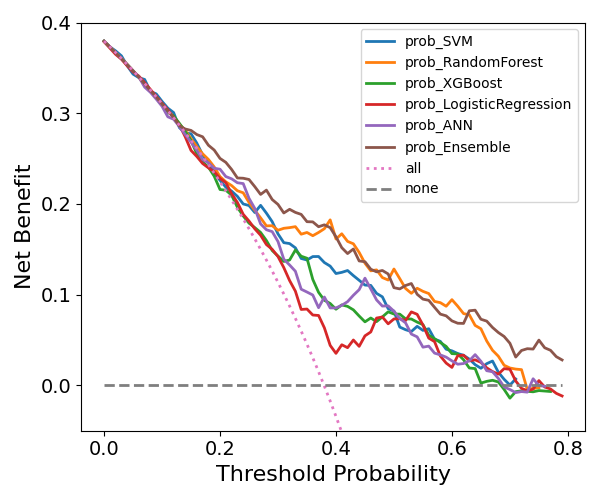 0.4
0.3
0.2
0.1
0.0
Net Benefit
prob_SVM
prob_RandomForest
prob_XGBoost
prob_LogisticRegression
prob_ANN
prob_Ensemble
all
none
0.0 0.2 0.4 0.6 0.8
Threshold Probability